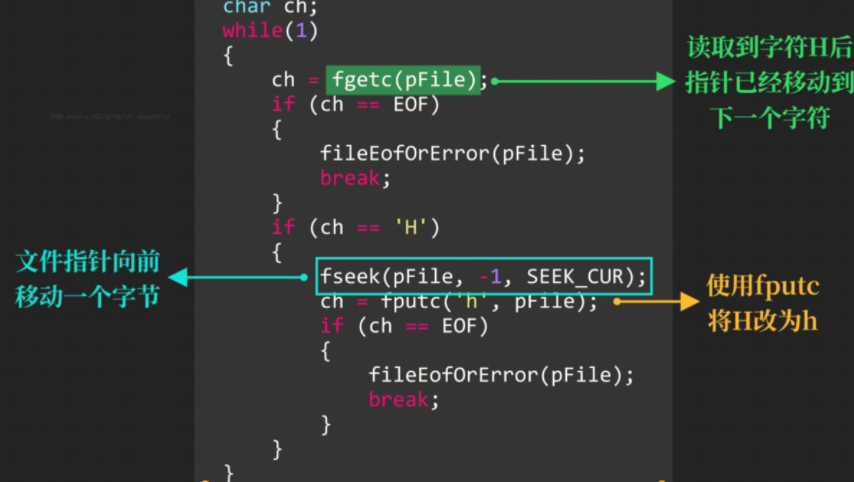 char ch;
while(1)
{
ch = fgetc(pFile);
if (ch == EOF)
{
fileEofOrError(pFile);
break;
}
if (ch == 'H')
{
fseek(pFile, -1, SEEK_CUR);
ch = fputc('h', pFile);
if (ch == EOF)
{
fileEofOrError(pFile);
break;
}
}
}
读取到字符H后
指针已经移动到
下一个字符
文件指针向前
移动一个字节
使用fputc
将H改为h